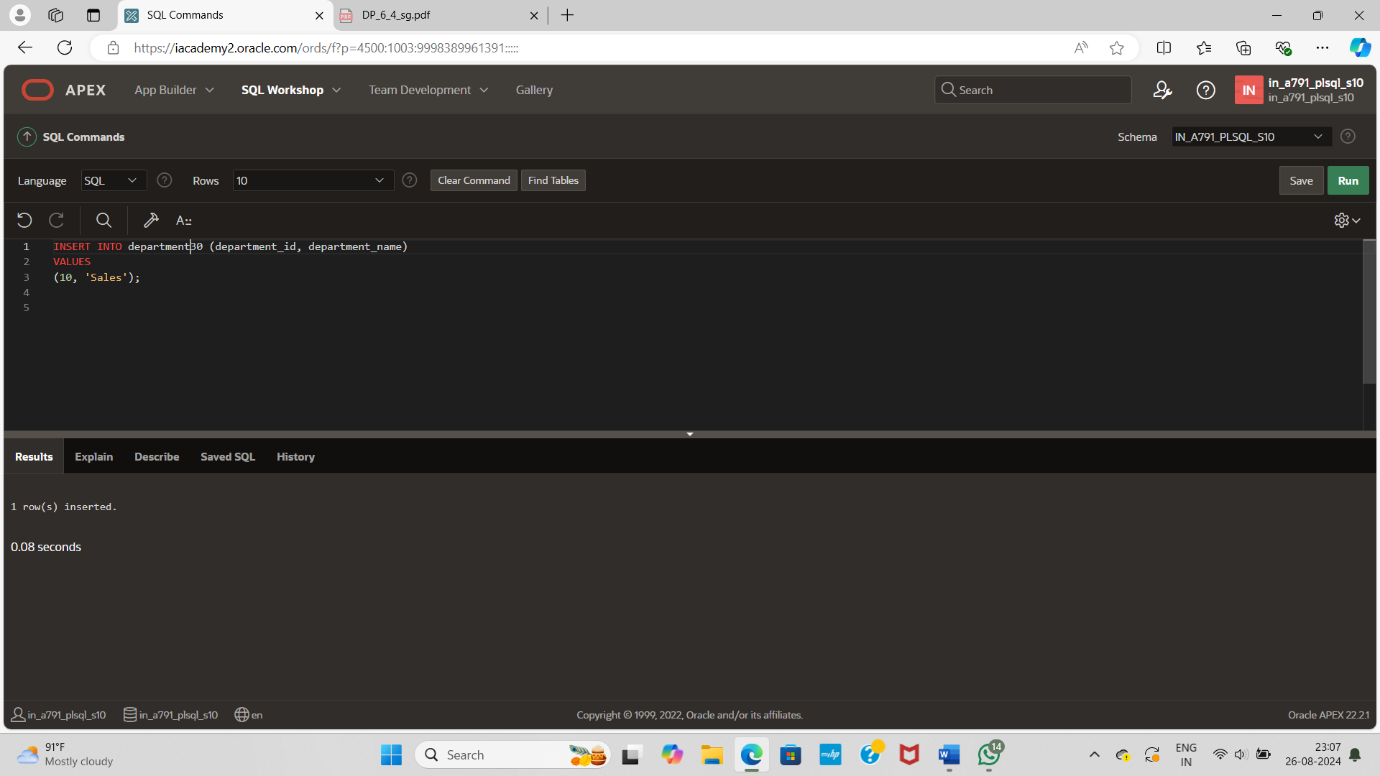 SQL Commands
DP_6_4_sg.pdf
https://iacademy2.oracle.com/ords/f?p=4500:1003:9998389961391:::::
APEX App Builder SQL Workshop Team Development Gallery Search IN in_a791_plsql_s10
in_a791_plsql_s10
SQL Commands Schema IN_A791_PLSQL_S10
Language SQL Rows 10 Clear Command Find Tables Save Run
A::
1 INSERT INTO department30 (department_id, department_name)
2 VALUES
3 (10, 'Sales');
4
5
Results Explain Describe Saved SQL History
1 row(s) inserted.
0.08 seconds
in_a791_plsql_s10 in_a791_plsql_s10 en Copyright © 1999, 2022, Oracle and/or its affiliates. Oracle APEX 22.2.1
91°F
Mostly cloudy
Search
14
ENG
IN
23:07
26-08-2024